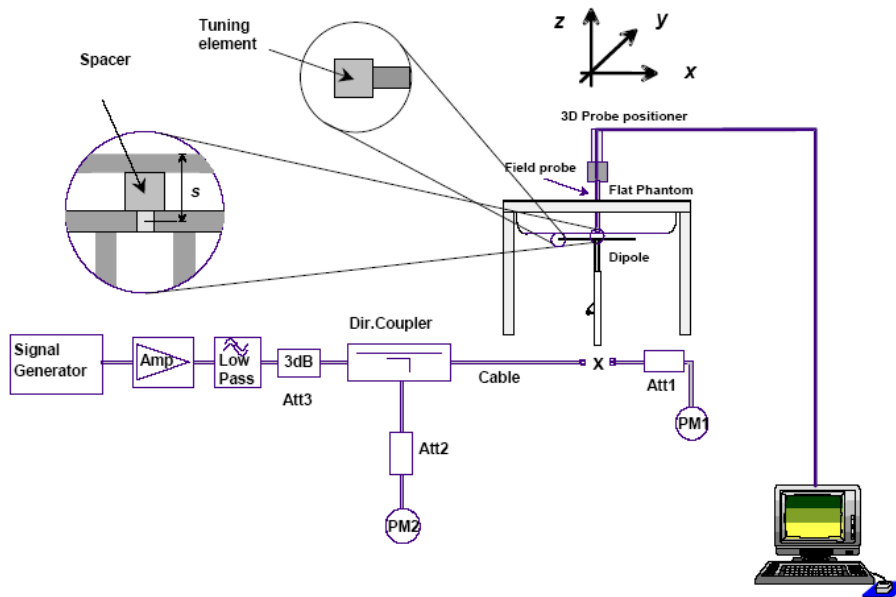 Tuning
element
Spacer
z
y
x
3D Probe positioner
Field probe
Flat Phantom
s
Dipole
Dir.Coupler
Signal
Generator
Amp
Low
Pass
3dB
Att3
Cable
x
Att1
PM1
Att2
PM2